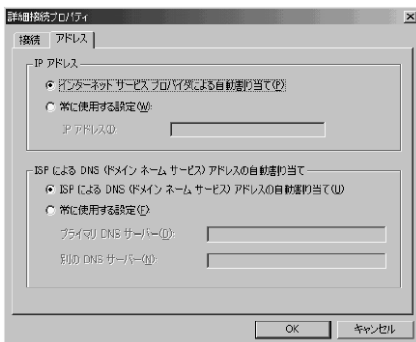 詳細接続プロパティ
接続 アドレス
IP アドレス
インターネット サービス プロバイダによる自動割り当て(P)
常に使用する設定(W):
IP アドレス(I):
ISP による DNS (ドメイン ネーム サービス) アドレスの自動割り当て
ISP による DNS (ドメイン ネーム サービス) アドレスの自動割り当て(U)
常に使用する設定(F):
プライマリ DNS サーバー(D):
別の DNS サーバー(N):
OK キャンセル